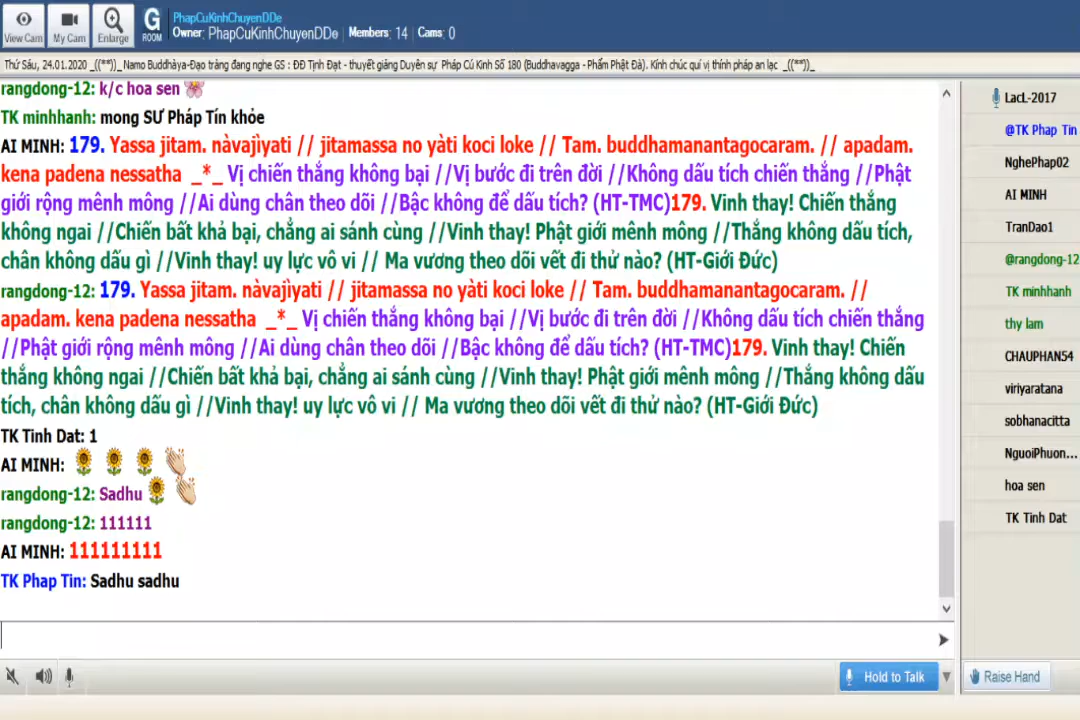 View Cam
My Cam
Enlarge
G
ROOM
PhapCuKinhChuyenDDe
Owner: PhapCuKinhChuyenDDe Members: 14 Cams: 0
Thứ Sáu, 24.01.2020 _((**))_ Namo Buddhàya-Đạo tràng đang nghe GS : ĐĐ Tịnh Đạt - thuyết giảng Duyên sự Pháp Cú Kinh Số 180 (Buddhavagga - Phẩm Phật Đà). Kính chúc quí vị thính pháp an lạc _((**))_
rangdong-12: k/c hoa sen
TK minhhanh: mong SƯ Pháp Tín khỏe
AI MINH: 179. Yassa jitam. nàvajìyati // jitamassa no yàti koci loke // Tam. buddhamanantagocaram. // apadam.
kena padena nessatha _*_ Vị chiến thắng không bại //Vị bước đi trên đời //Không dấu tích chiến thắng //Phật
giới rộng mênh mông //Ai dùng chân theo dõi //Bậc không để dấu tích? (HT-TMC)179. Vinh thay! Chiến thắng
không ngai //Chiến bất khả bại, chẳng ai sánh cùng //Vinh thay! Phật giới mênh mông //Thắng không dấu tích,
chân không dấu gì //Vinh thay! uy lực vô vi // Ma vương theo dõi vết đi thử nào? (HT-Giới Đức)
rangdong-12: 179. Yassa jitam. nàvajìyati // jitamassa no yàti koci loke // Tam. buddhamanantagocaram. //
apadam. kena padena nessatha _*_ Vị chiến thắng không bại //Vị bước đi trên đời //Không dấu tích chiến thắng
//Phật giới rộng mênh mông //Ai dùng chân theo dõi //Bậc không để dấu tích? (HT-TMC)179. Vinh thay! Chiến
thắng không ngai //Chiến bất khả bại, chẳng ai sánh cùng //Vinh thay! Phật giới mênh mông //Thắng không dấu
tích, chân không dấu gì //Vinh thay! uy lực vô vi // Ma vương theo dõi vết đi thử nào? (HT-Giới Đức)
TK Tinh Dat: 1
AI MINH:
rangdong-12: Sadhu
rangdong-12: 111111
AI MINH: 111111111
TK Phap Tin: Sadhu sadhu
LacL-2017
@TK Phap Tin
NghePhap02
AI MINH
TranDao1
@rangdong-12
TK minhhanh
thy lam
CHAUPHAN54
viriyaratana
sobhanacitta
NguoiPhuon...
hoa sen
TK Tinh Dat
Hold to Talk
Raise Hand